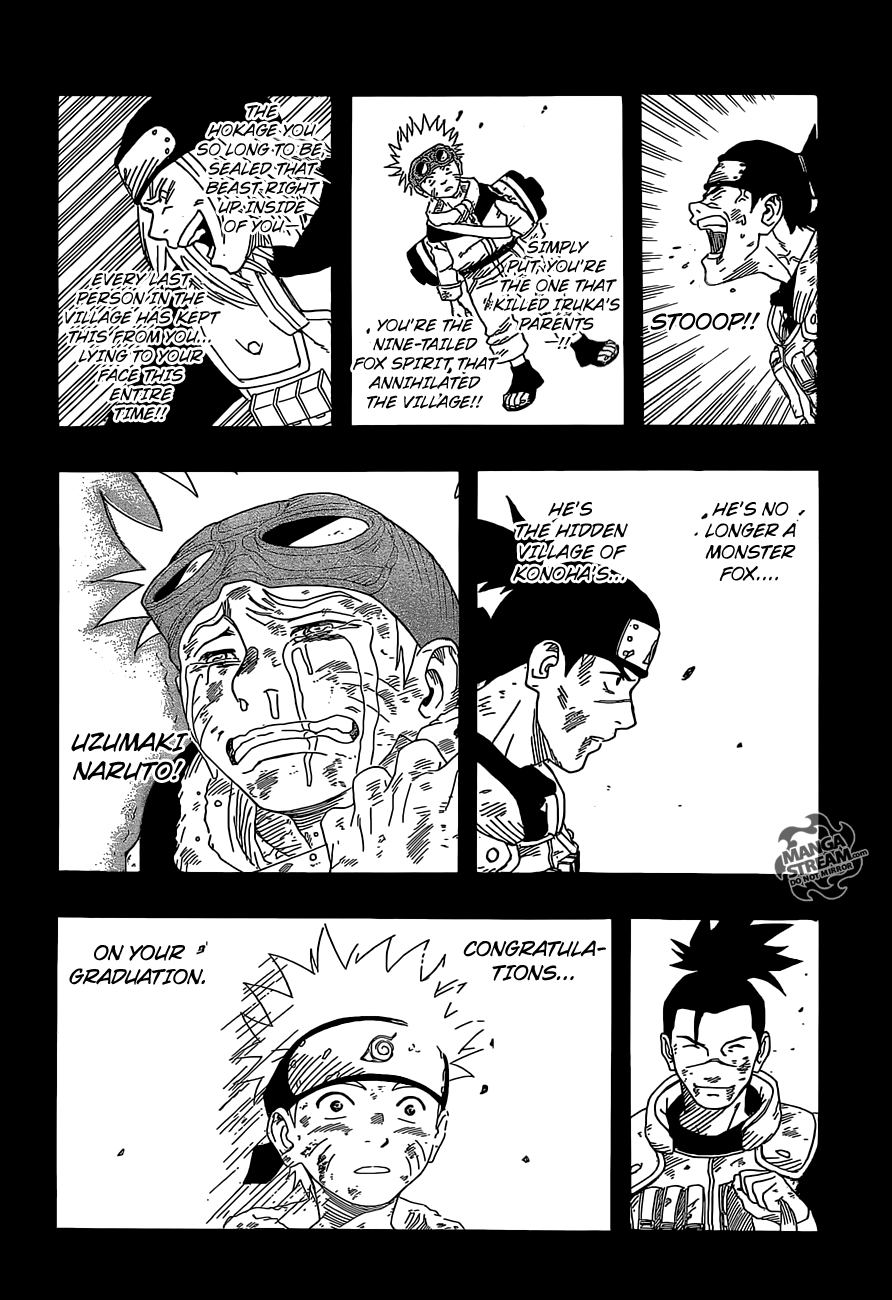 STOOOP!!
SIMPLY
PUT, YOU'RE
THE ONE THAT
KILLED IRUKA'S
PARENTS
—!!
YOU'RE THE
NINE-TAILED
FOX SPIRIT THAT
ANNIHILATED
THE VILLAGE!!
THE
HOKAGE YOU
SO LONG TO BE
SEALED THAT
BEAST RIGHT
UP INSIDE
OF YOU—
EVERY LAST
PERSON IN THE
VILLAGE HAS KEPT
THIS FROM YOU...
LYING TO YOUR
FACE THIS
ENTIRE
TIME!!
HE'S NO
LONGER A
MONSTER
FOX....
HE'S
THE HIDDEN
VILLAGE OF
KONOHA'S...
UZUMAKI
NARUTO!
MANGA
STREAM.com
DO NOT MIRROR
CONGRATULA-
TIONS...
ON YOUR
GRADUATION.